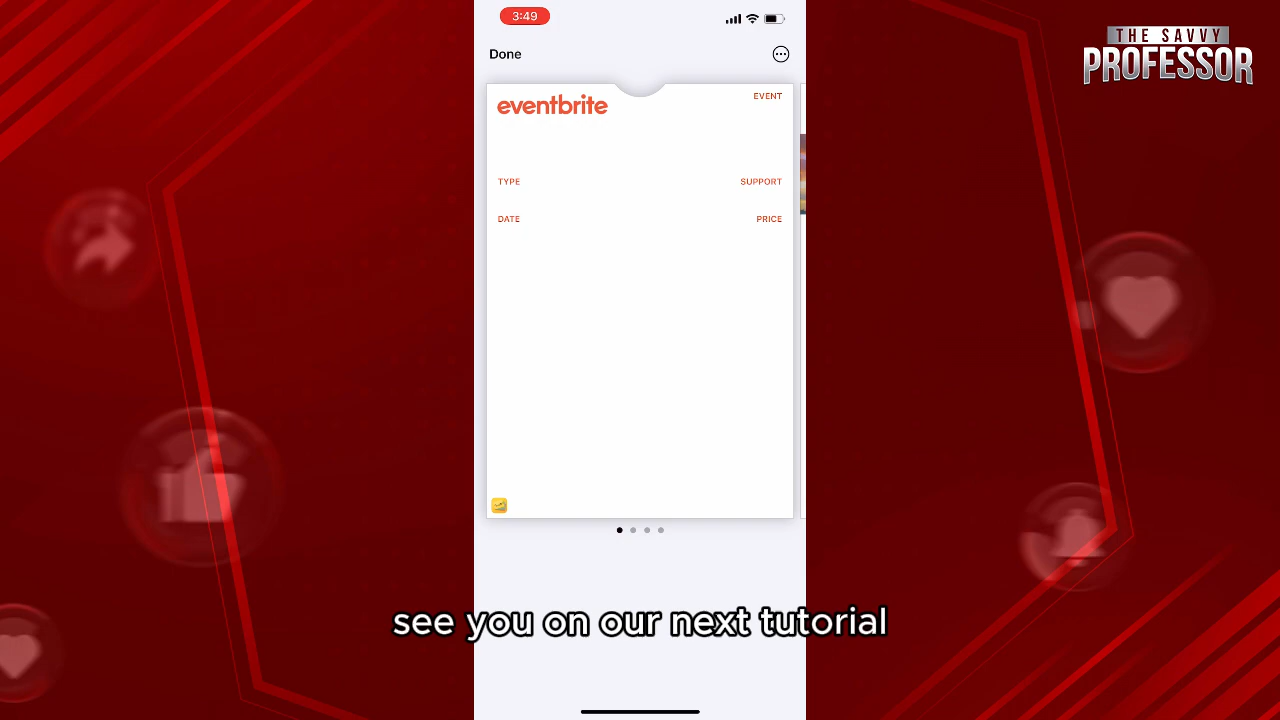 3:49
THE SAVVY
PROFESSOR
Done
eventbrite
EVENT
TYPE
SUPPORT
DATE
PRICE
see you on our next tutorial